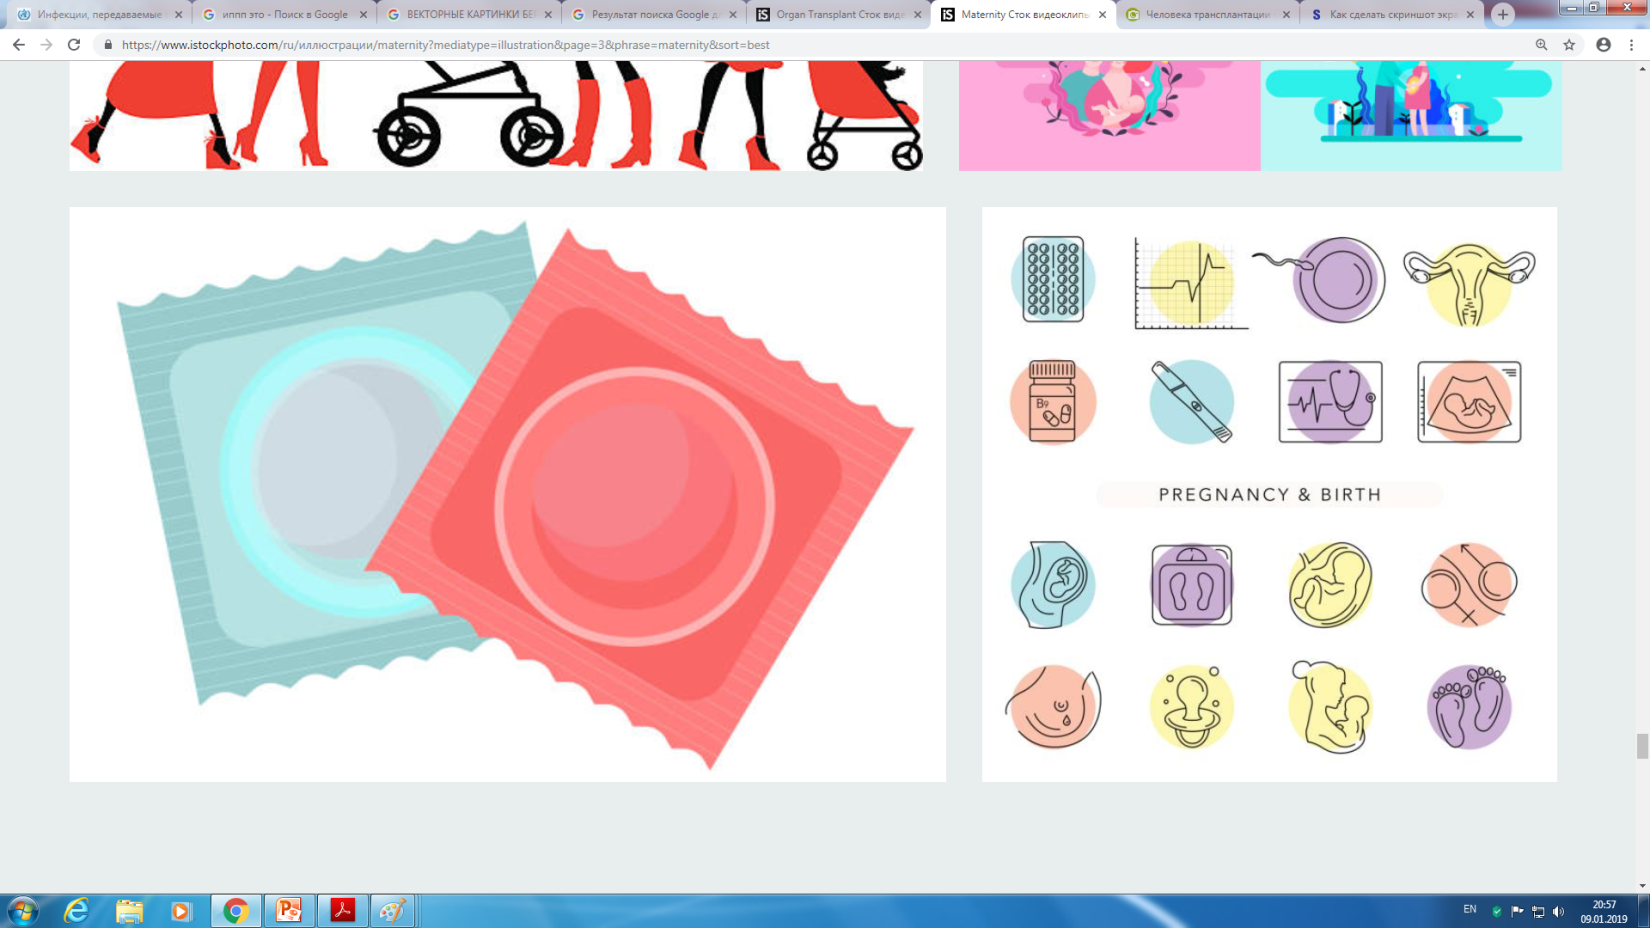 Инфекции, передаваемые
иппп это - Поиск в Google
ВЕКТОРНЫЕ КАРТИНКИ БЕ
Результат поиска Google д
Organ Transplant Сток виде
Maternity Сток видеоклипы
Человека трансплантации
Как сделать скриншот экра
https://www.istockphoto.com/ru/иллюстрации/maternity?mediatype=illustration&page=3&phrase=maternity&sort=best
B9
PREGNANCY & BIRTH
EN
20:57
09.01.2019